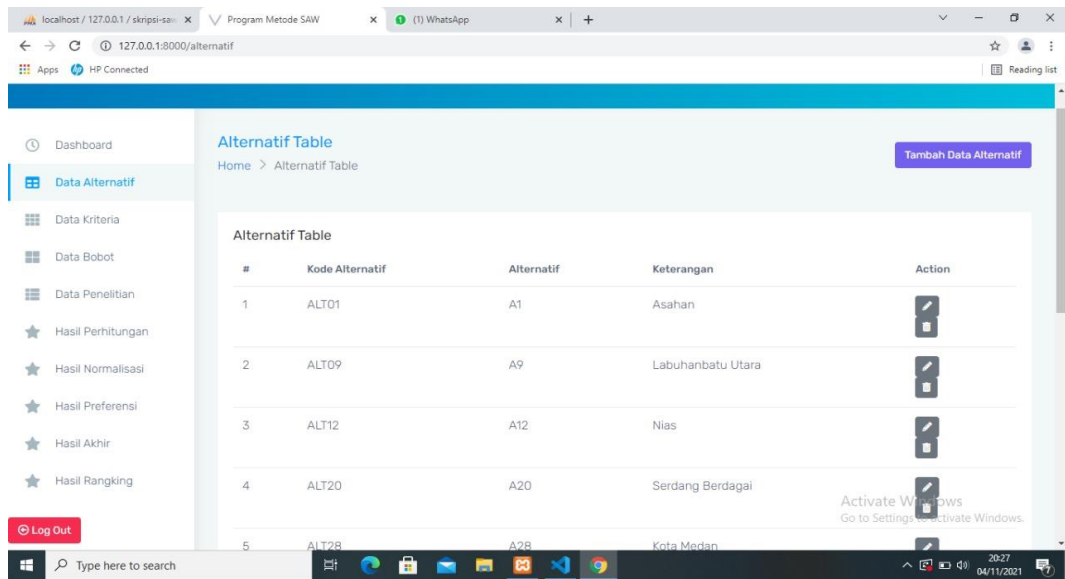 localhost / 127.0.0.1 / skripsi-saw
Program Metode SAW
(1) WhatsApp
127.0.0.1:8000/alternatif
Apps
HP Connected
Reading list
Dashboard
Data Alternatif
Data Kriteria
Data Bobot
Data Penelitian
Hasil Perhitungan
Hasil Normalisasi
Hasil Preferensi
Hasil Akhir
Hasil Rangking
Log Out
Alternatif Table
Home > Alternatif Table
Tambah Data Alternatif
Alternatif Table
# Kode Alternatif Alternatif Keterangan Action
1 ALT01 A1 Asahan
2 ALT09 A9 Labuhanbatu Utara
3 ALT12 A12 Nias
4 ALT20 A20 Serdang Berdagai
5 ALT28 A28 Kota Medan
Activate Windows
Go to Settings to activate Windows.
Type here to search
20:27
04/11/2021
7